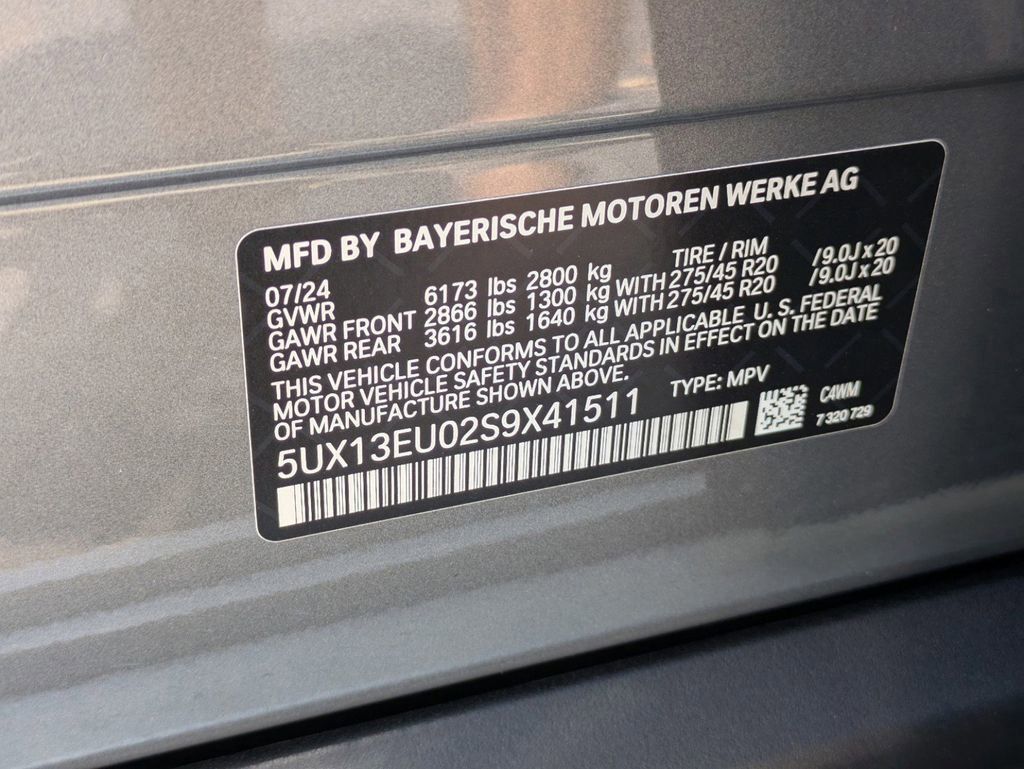 MFD BY BAYERISCHE MOTOREN WERKE AG
07/24 TIRE / RIM
GVWR 6173 lbs 2800 kg
GAWR FRONT 2866 lbs 1300 kg WITH 275/45 R20 /9.0J x 20
GAWR REAR 3616 lbs 1640 kg WITH 275/45 R20 /9.0J x 20
THIS VEHICLE CONFORMS TO ALL APPLICABLE U. S. FEDERAL
MOTOR VEHICLE SAFETY STANDARDS IN EFFECT ON THE DATE
OF MANUFACTURE SHOWN ABOVE. TYPE: MPV
5UX13EU02S9X41511 C4WM
7 320 729